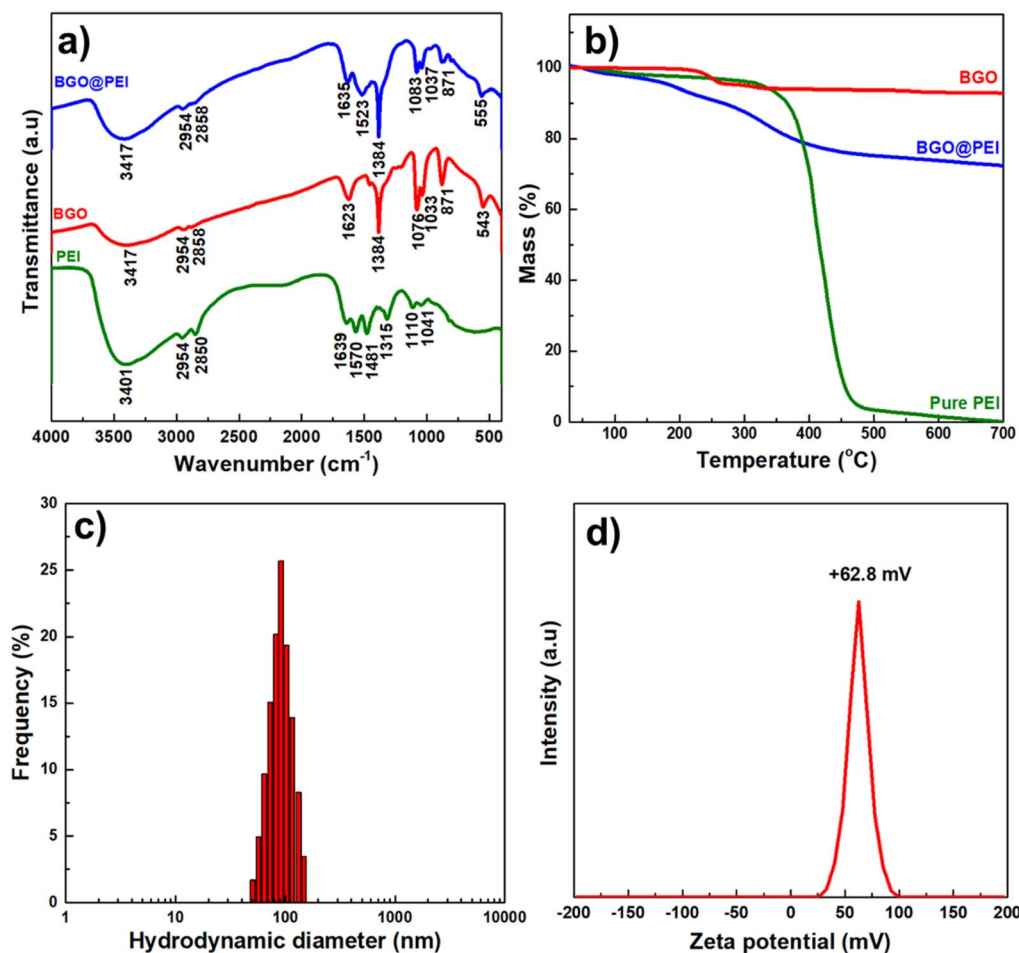 a)
BGO@PEI
3417
2954
2858
1635
1523
1384
1083
1037
871
555
BGO
3417
2954
2858
1623
1384
1076
1033
871
543
PEI
3401
2954
2850
1639
1570
1481
1315
1110
1041
Transmittance (a.u)
4000 3500 3000 2500 2000 1500 1000 500
Wavenumber (cm-1)
b)
BGO
BGO@PEI
Pure PEI
Mass (%)
100
80
60
40
20
0
100 200 300 400 500 600 700
Temperature (oC)
c)
Frequency (%)
30
25
20
15
10
5
0
1 10 100 1000 10000
Hydrodynamic diameter (nm)
d)
+62.8 mV
Intensity (a.u)
-200 -150 -100 -50 0 50 100 150 200
Zeta potential (mV)